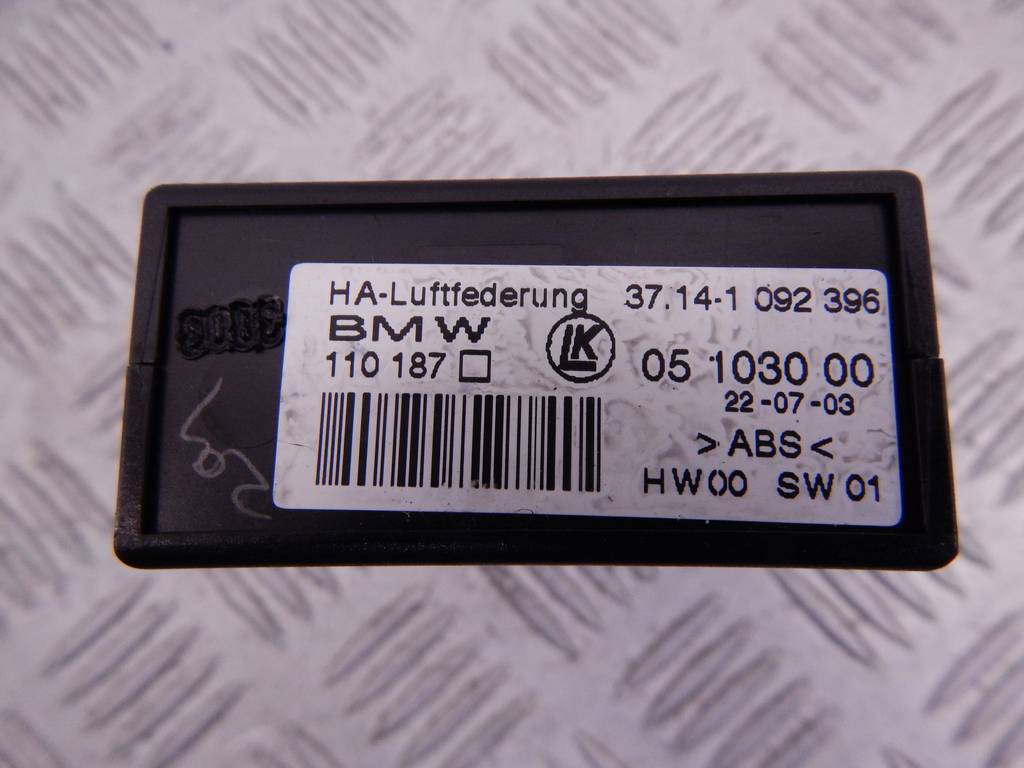 HA-Luftfederung 37.14-1 092 396
BMW LK 05 1030 00
110 187
22-07-03
>ABS<
HW00 SW01